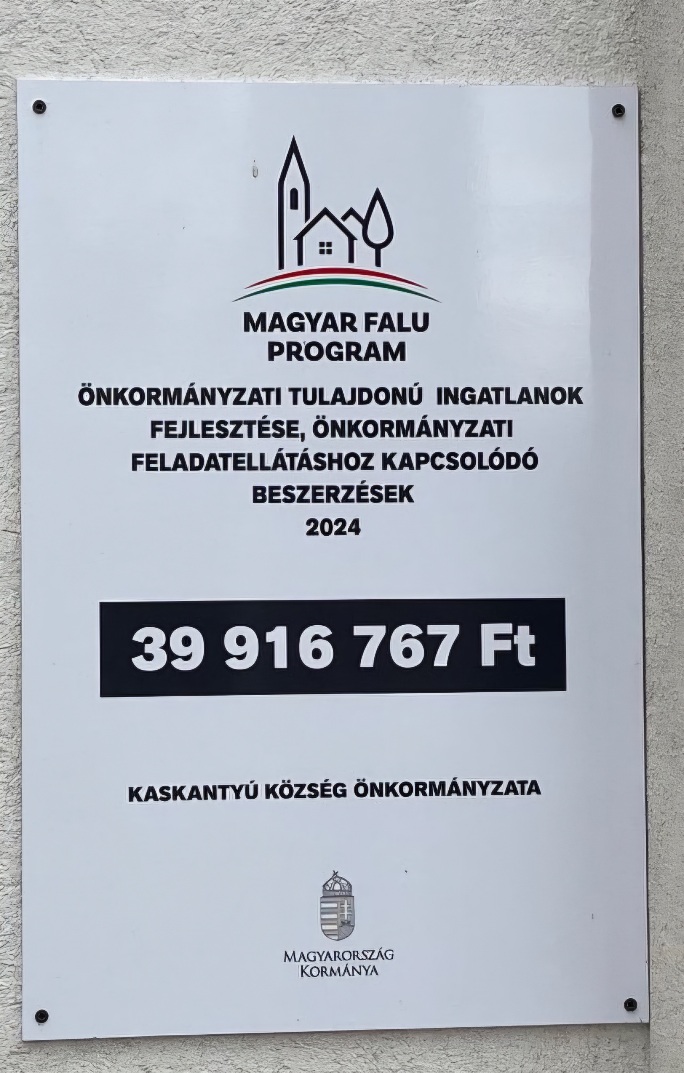 MAGYAR FALU
PROGRAM
ÖNKORMÁNYZATI TULAJDONÚ INGATLANOK
FEJLESZTÉSE, ÖNKORMÁNYZATI
FELADATELLÁTÁSHOZ KAPCSOLÓDÓ
BESZERZÉSEK
2024
39 916 767 Ft
KASKANTYÚ KÖZSÉG ÖNKORMÁNYZATA
MAGYARORSZÁG
KORMÁNYA